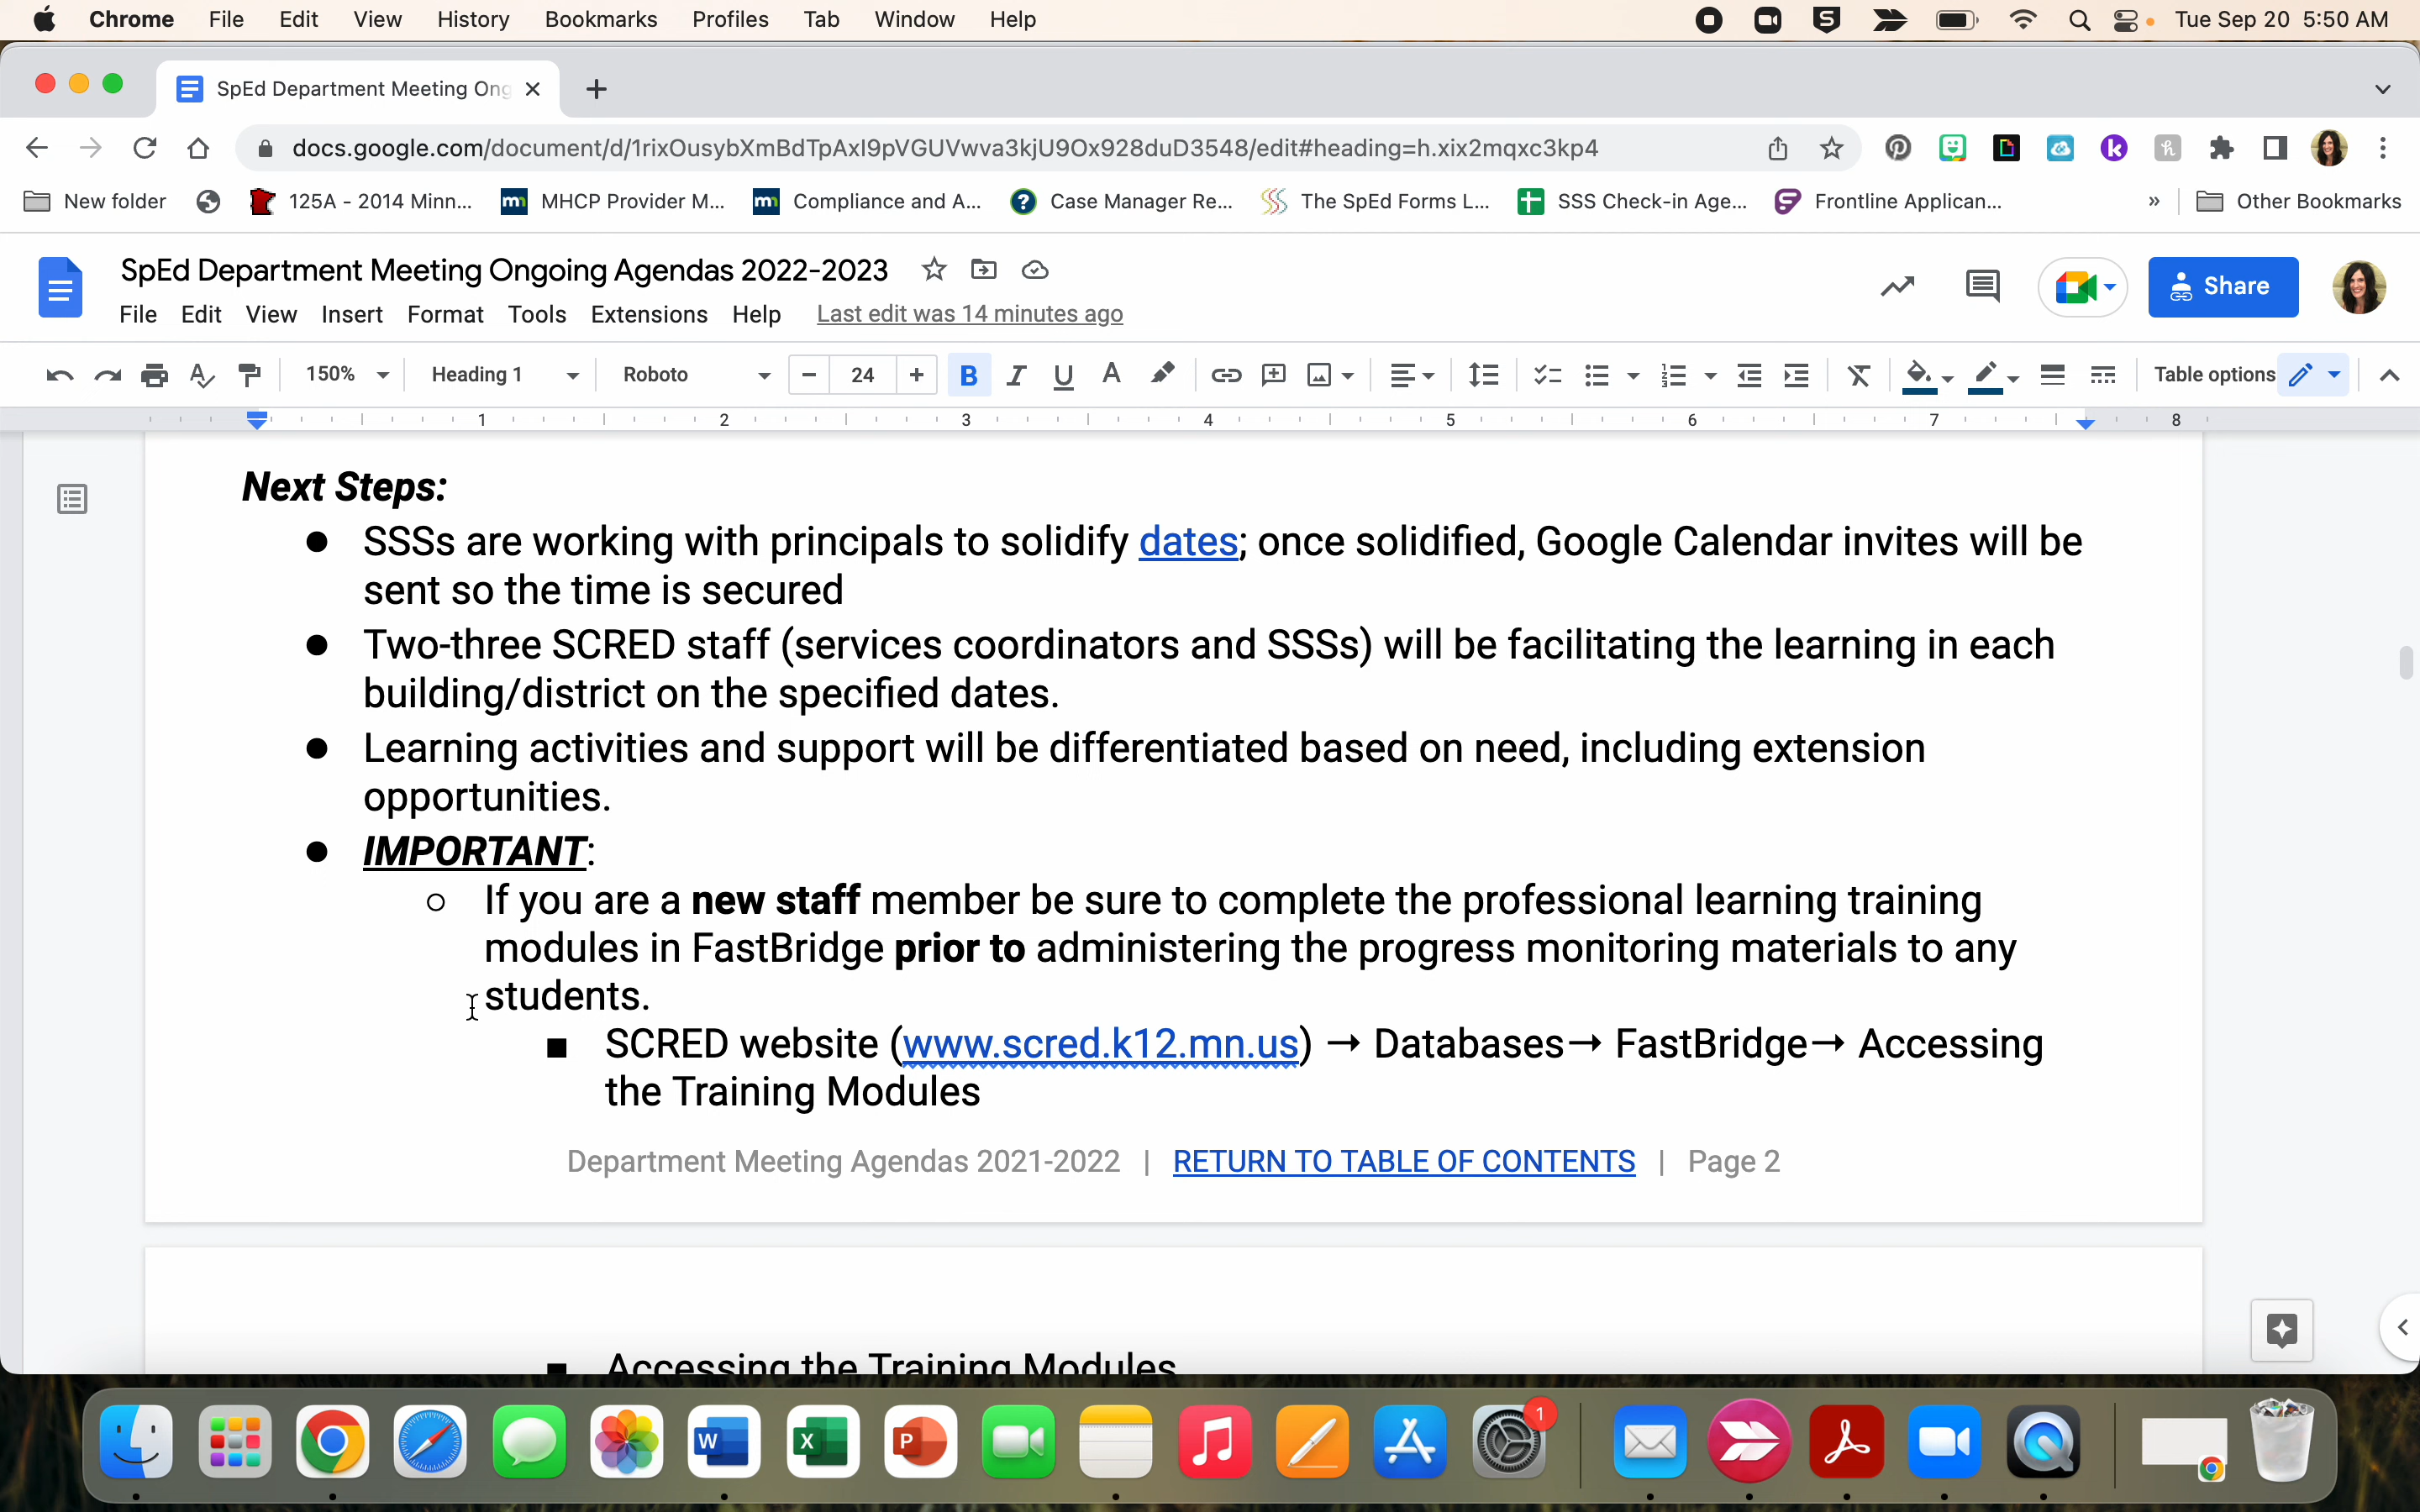 Chrome File Edit View History Bookmarks Profiles Tab Window Help Tue Sep 20 5:50 AM
SpEd Department Meeting Ong
docs.google.com/document/d/1rixOusybXmBdTpAxI9pVGUVwva3kjU9Ox928duD3548/edit#heading=h.xix2mqxc3kp4
New folder 125A - 2014 Minn... MHCP Provider M... Compliance and A... Case Manager Re... The SpEd Forms L... SSS Check-in Age... Frontline Applican... » Other Bookmarks
SpEd Department Meeting Ongoing Agendas 2022-2023
Share
File Edit View Insert Format Tools Extensions Help Last edit was 14 minutes ago
150% Heading 1 Roboto - 24 + B I U A Table options
1 2 3 4 5 6 7 8
Next Steps:
● SSSs are working with principals to solidify dates; once solidified, Google Calendar invites will be
sent so the time is secured
● Two-three SCRED staff (services coordinators and SSSs) will be facilitating the learning in each
building/district on the specified dates.
● Learning activities and support will be differentiated based on need, including extension
opportunities.
● IMPORTANT:
○ If you are a new staff member be sure to complete the professional learning training
modules in FastBridge prior to administering the progress monitoring materials to any
students.
■ SCRED website (www.scred.k12.mn.us) → Databases→ FastBridge→ Accessing
the Training Modules
Department Meeting Agendas 2021-2022 | RETURN TO TABLE OF CONTENTS | Page 2
■ Accessing the Training Modules
1